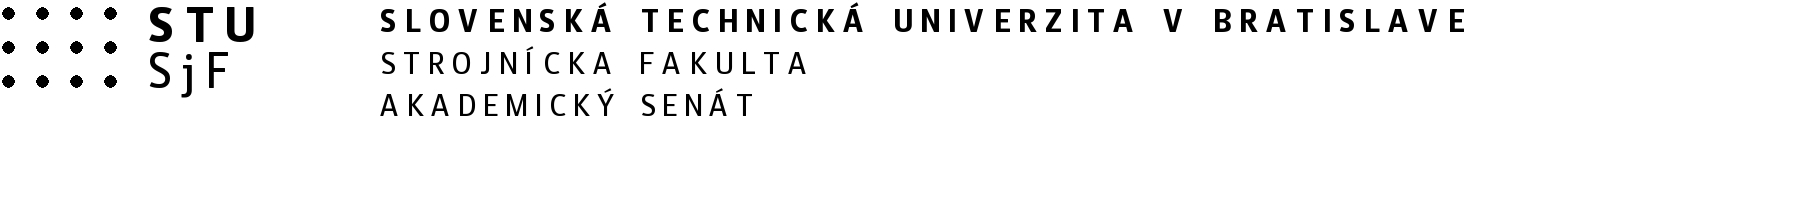 STU
SjF
SLOVENSKÁ TECHNICKÁ UNIVERZITA V BRATISLAVE
STROJNÍCKA FAKULTA
AKADEMICKÝ SENÁT